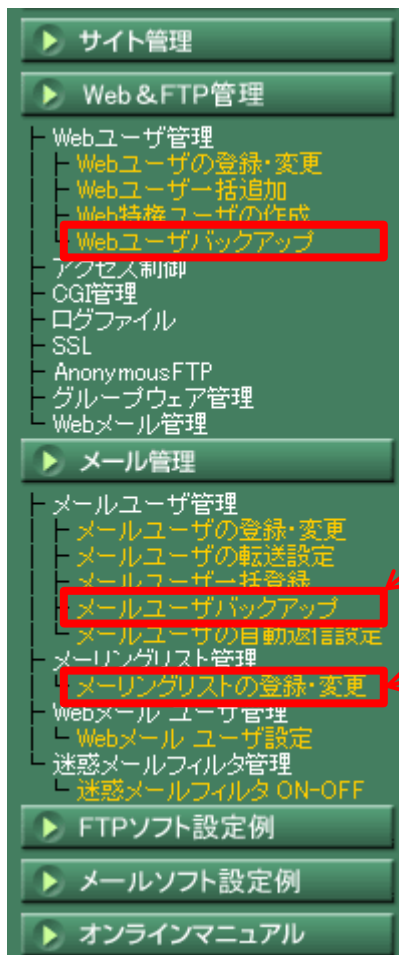 サイト管理
Web&FTP管理
Webユーザ管理
Webユーザの登録・変更
Webユーザ一括追加
Web特権ユーザの作成
Webユーザバックアップ
アクセス制御
CGI管理
ログファイル
SSL
AnonymousFTP
グループウェア管理
Webメール管理
メール管理
メールユーザ管理
メールユーザの登録・変更
メールユーザの転送設定
メールユーザ一括登録
メールユーザバックアップ
メールユーザの自動返信設定
メーリングリスト管理
メーリングリストの登録・変更
Webメール ユーザ管理
Webメール ユーザ設定
迷惑メールフィルタ管理
迷惑メールフィルタ ON-OFF
FTPソフト設定例
メールソフト設定例
オンラインマニュアル